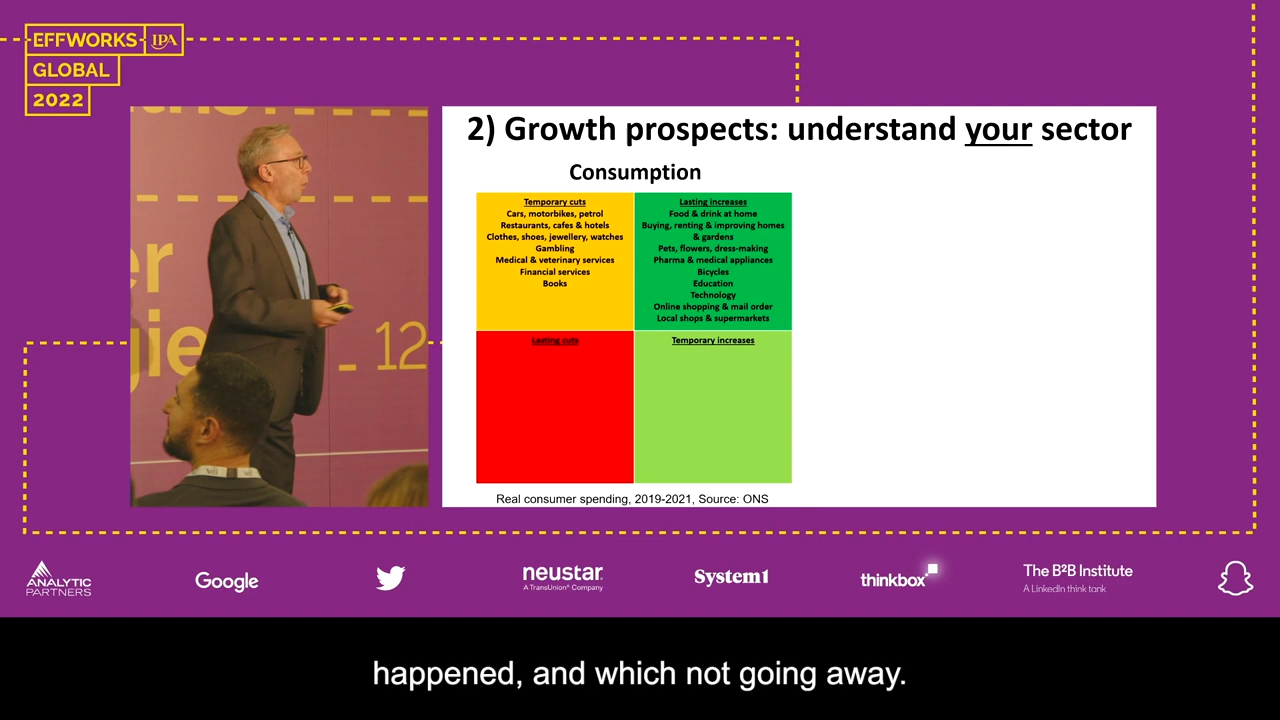 EFFWORKS IPA
GLOBAL
2022
12
2) Growth prospects: understand your sector
Consumption
Temporary cuts
Cars, motorbikes, petrol
Restaurants, cafes & hotels
Clothes, shoes, jewellery, watches
Gambling
Medical & veterinary services
Financial services
Books
Lasting increases
Food & drink at home
Buying, renting & improving homes
& gardens
Pets, flowers, dress-making
Pharma & medical appliances
Bicycles
Education
Technology
Online shopping & mail order
Local shops & supermarkets
Lasting cuts
Temporary increases
Real consumer spending, 2019-2021, Source: ONS
ANALYTIC
PARTNERS
Google
neustar
A TransUnion® Company
System1
thinkbox
The B2B Institute
A LinkedIn think tank
happened, and which not going away.